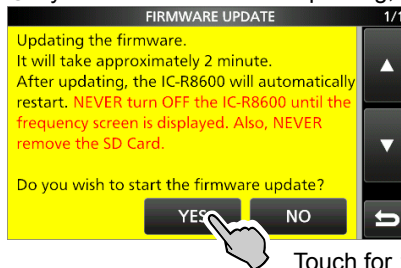 FIRMWARE UPDATE 1/1
Updating the firmware.
It will take approximately 2 minute.
After updating, the IC-R8600 will automatically
restart. NEVER turn OFF the IC-R8600 until the
frequency screen is displayed. Also, NEVER
remove the SD Card.
Do you wish to start the firmware update?
YES NO
Touch for